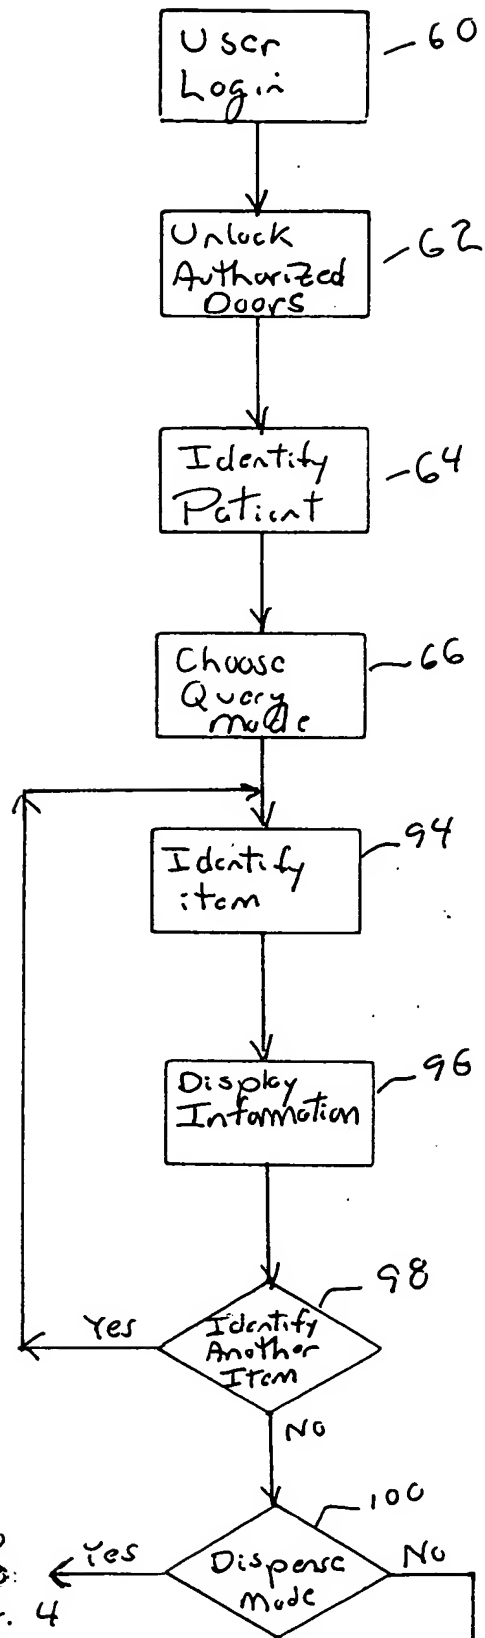 User
Login
60
Unlock
Authorized
Doors
62
Identify
Patient
64
Choose
Query
mode
66
Identify
item
94
Display
Information
96
98
Identify
Another
Item
Yes
No
100
Dispense
mode
Yes
No
4